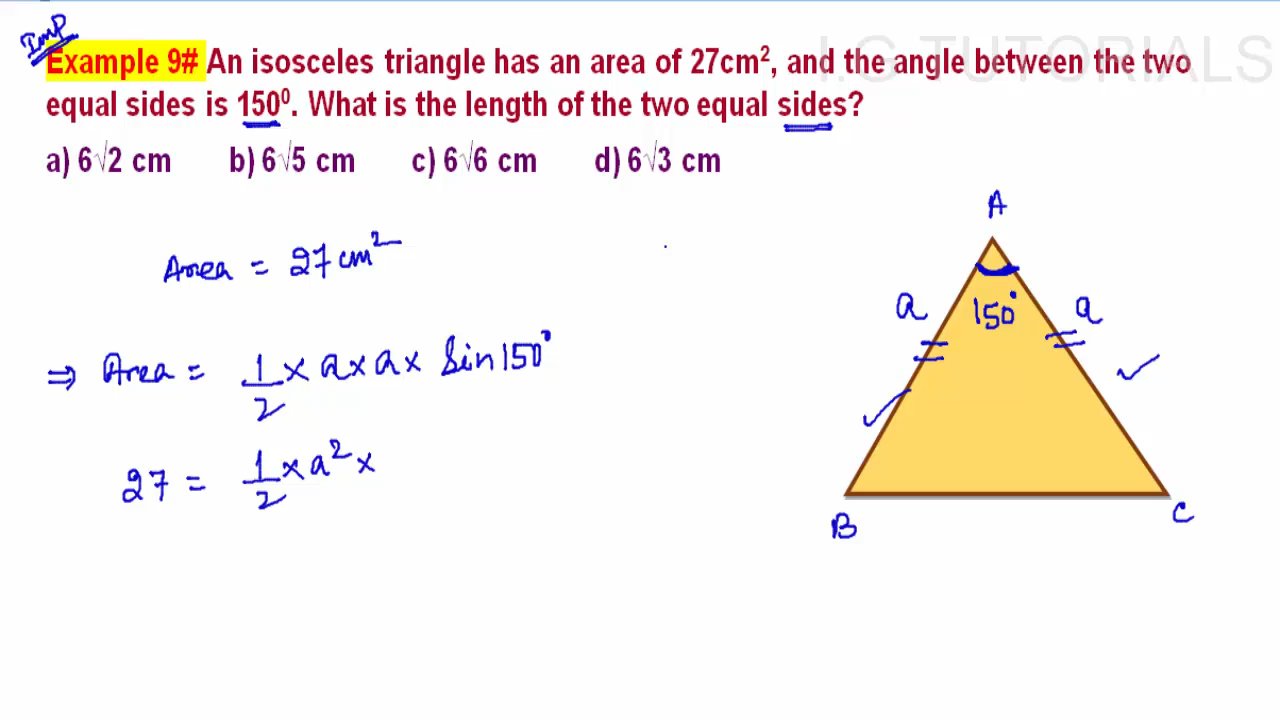 Imp
I.G TUTORIALS
Example 9# An isosceles triangle has an area of 27cm², and the angle between the two
equal sides is 150⁰. What is the length of the two equal sides?
a) 6√2 cm b) 6√5 cm c) 6√6 cm d) 6√3 cm
Area = 27 cm²
⇒ Area = 1/2 × a × a × Sin 150°
27 = 1/2 × a² ×
A
a 150° a
B C